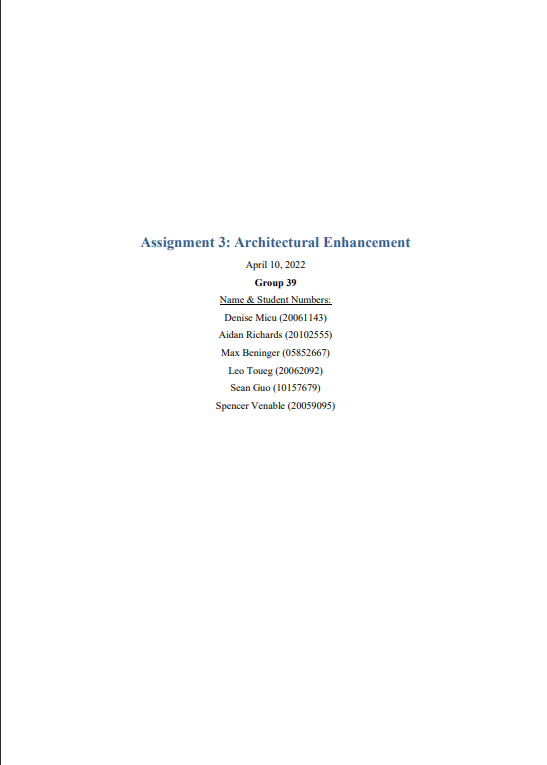 Assignment 3: Architectural Enhancement
April 10, 2022
Group 39
Name & Student Numbers:
Denise Micu (20061143)
Aidan Richards (20102555)
Max Beninger (05852667)
Leo Toueg (20062092)
Sean Guo (10157679)
Spencer Venable (20059095)